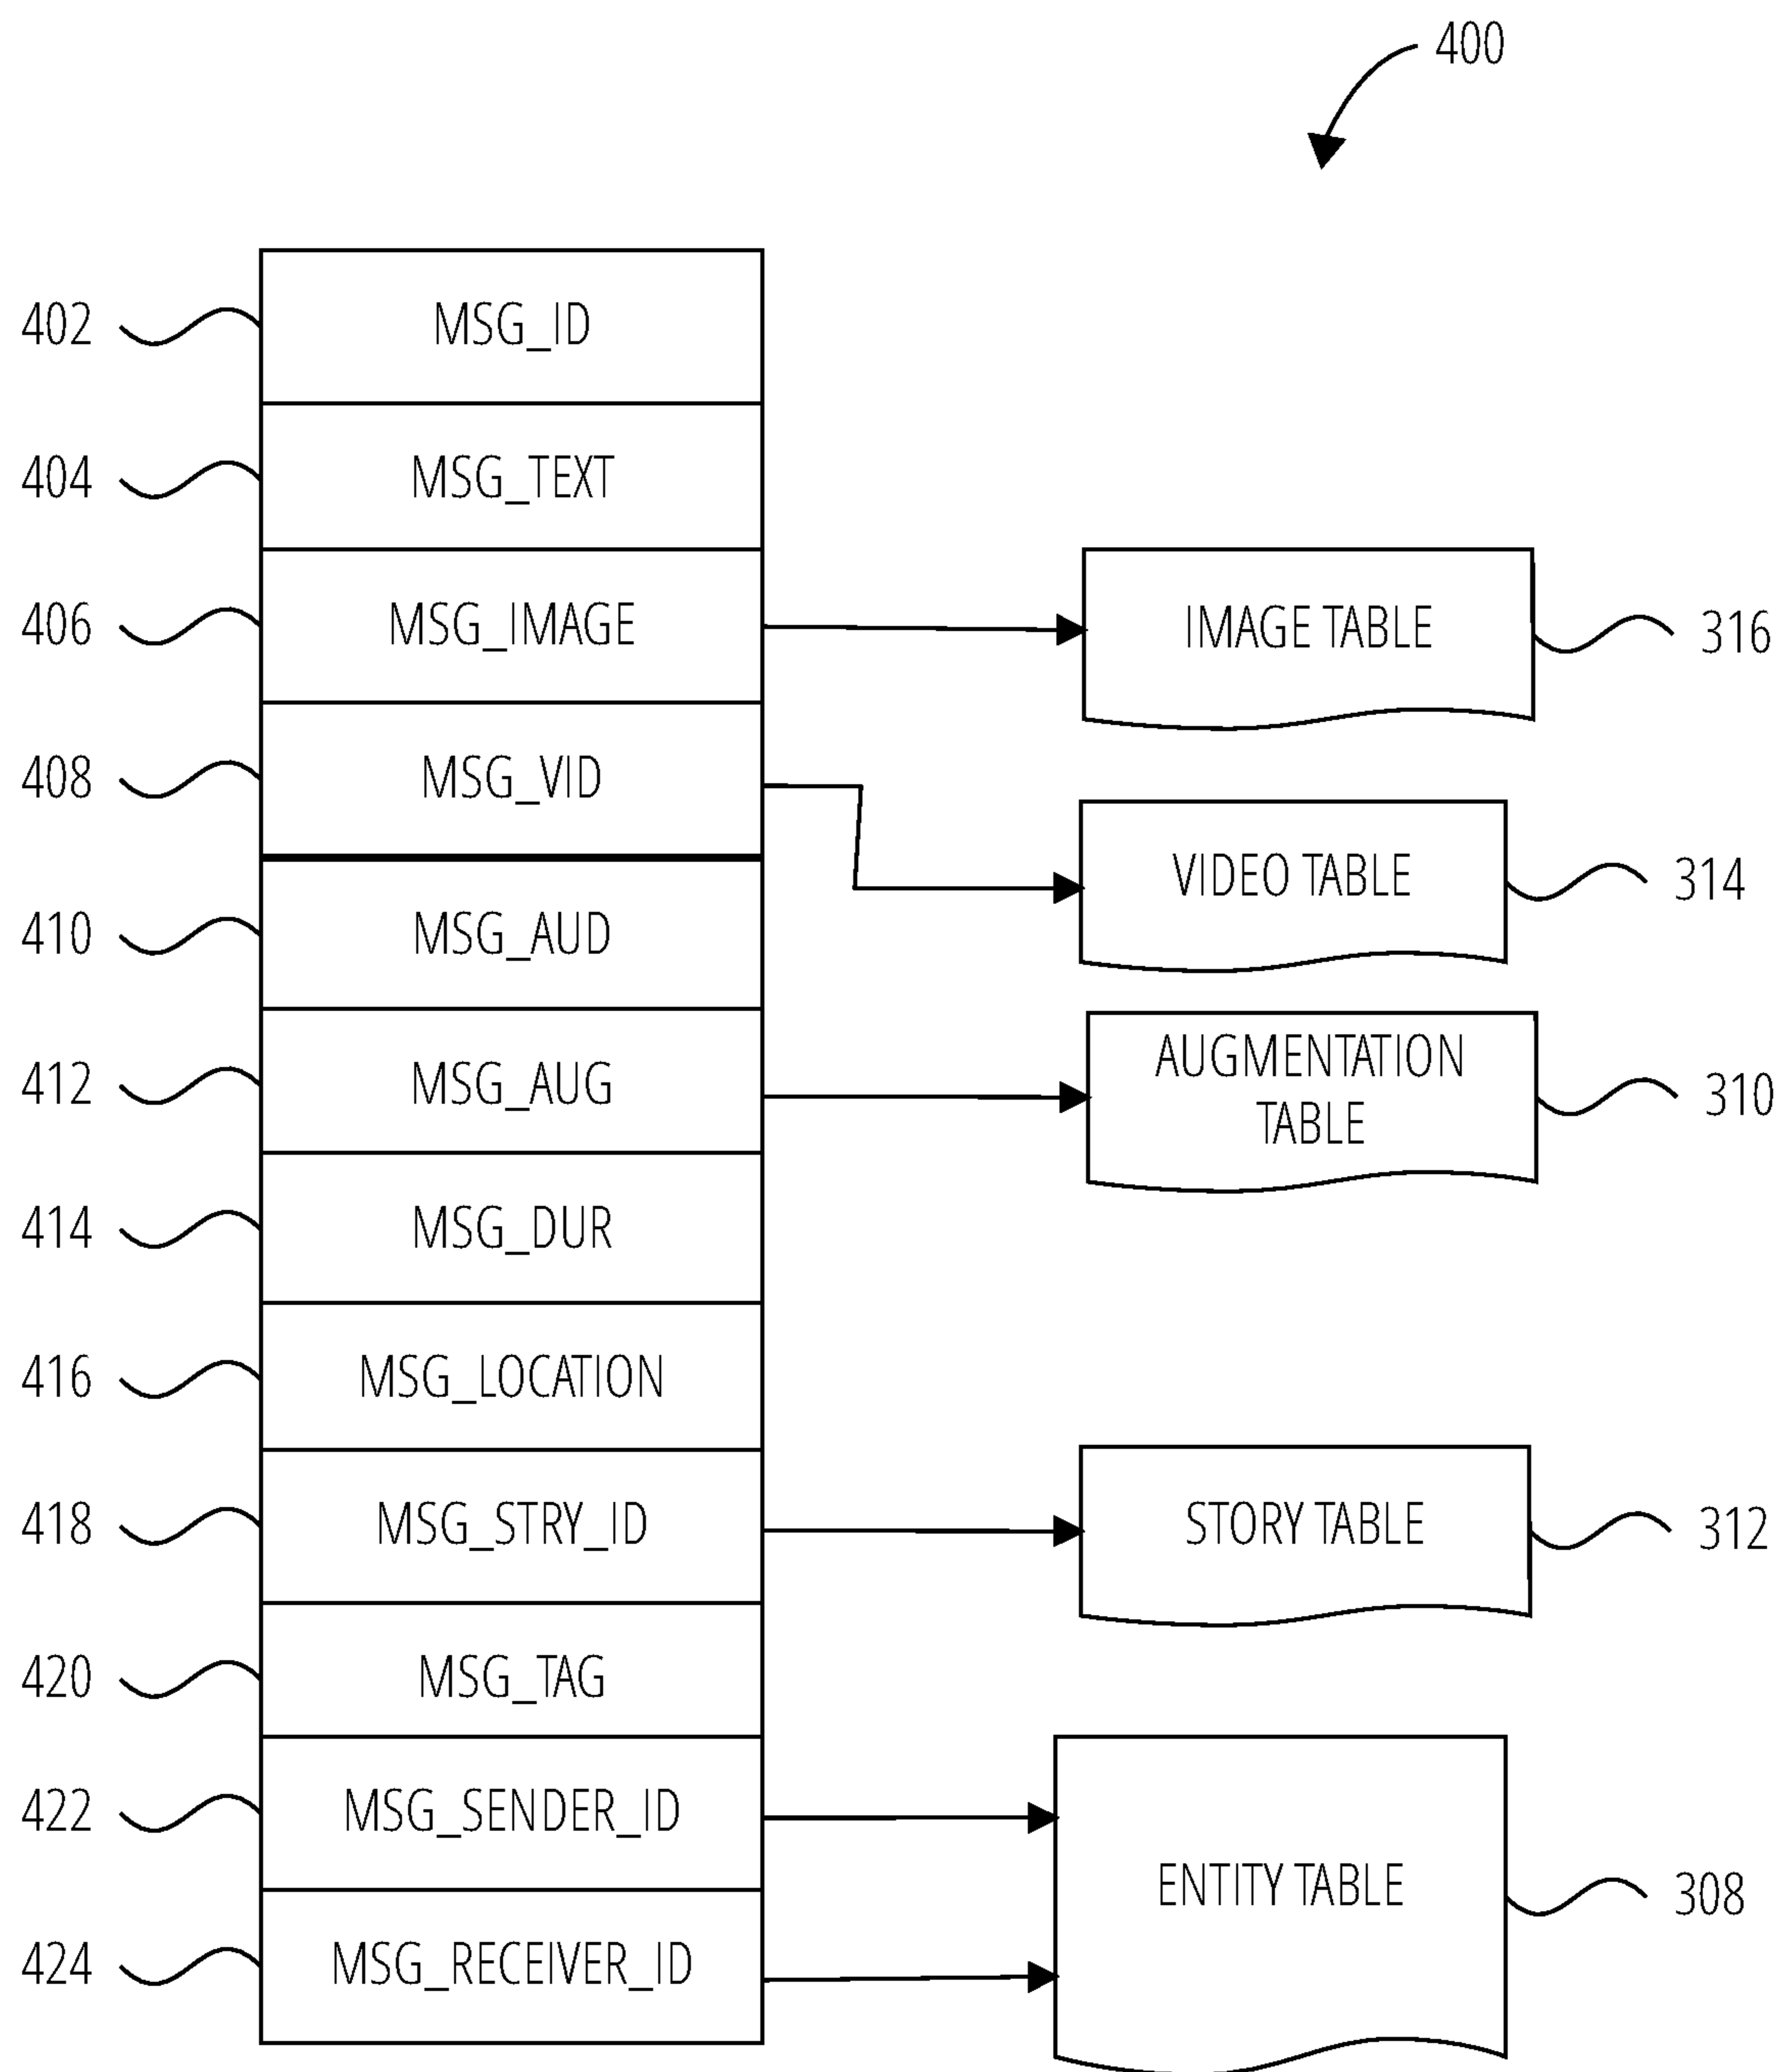 400
402 MSG_ID
404 MSG_TEXT
406 MSG_IMAGE IMAGE TABLE 316
408 MSG_VID
VIDEO TABLE 314
410 MSG_AUD
412 MSG_AUG AUGMENTATION
TABLE 310
414 MSG_DUR
416 MSG_LOCATION
418 MSG_STRY_ID STORY TABLE 312
420 MSG_TAG
422 MSG_SENDER_ID
ENTITY TABLE 308
424 MSG_RECEIVER_ID